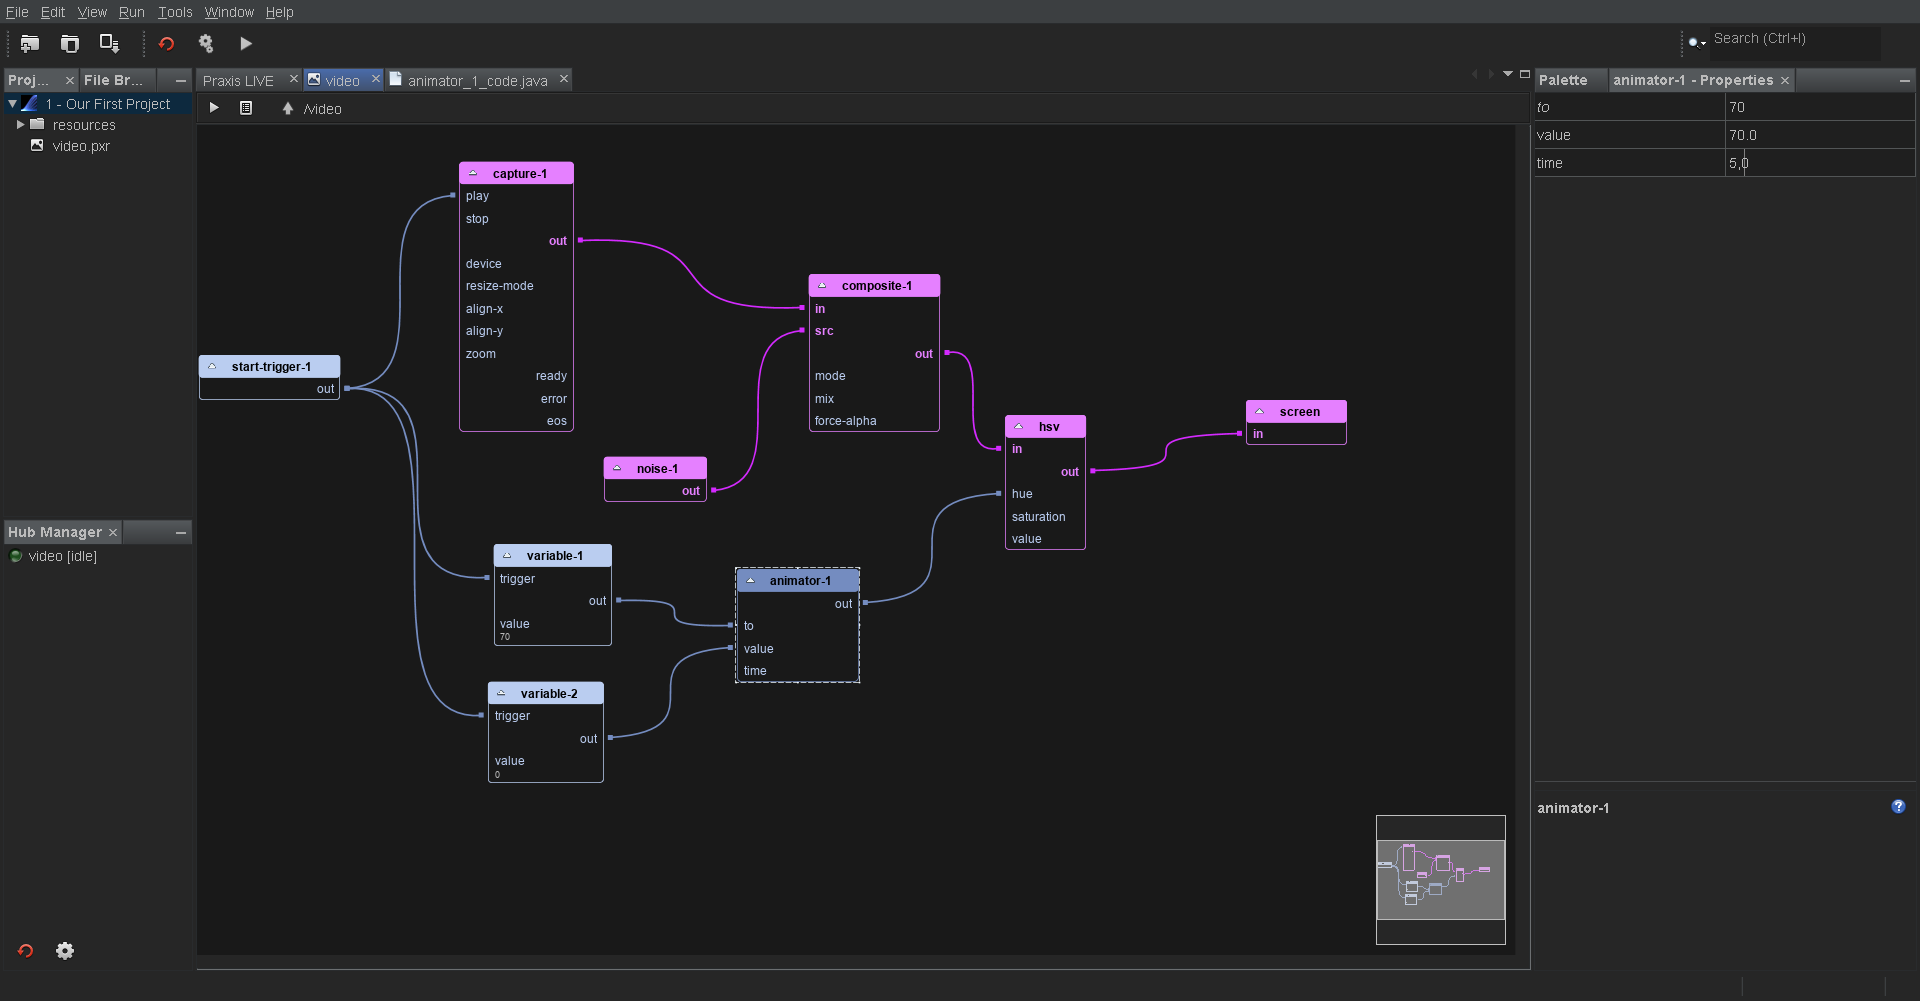 File Edit View Run Tools Window Help
Search (Ctrl+I)
Proj...
File Br...
1 - Our First Project
resources
video.pxr
Hub Manager
video [idle]
Praxis LIVE
video
animator_1_code.java
/video
start-trigger-1
out
capture-1
play
stop
out
device
resize-mode
align-x
align-y
zoom
ready
error
eos
noise-1
out
variable-1
trigger
out
value
70
variable-2
trigger
out
value
0
composite-1
in
src
out
mode
mix
force-alpha
animator-1
out
to
value
time
hsv
in
out
hue
saturation
value
screen
in
Palette
animator-1 - Properties
to 70
value 70.0
time 5,0
animator-1